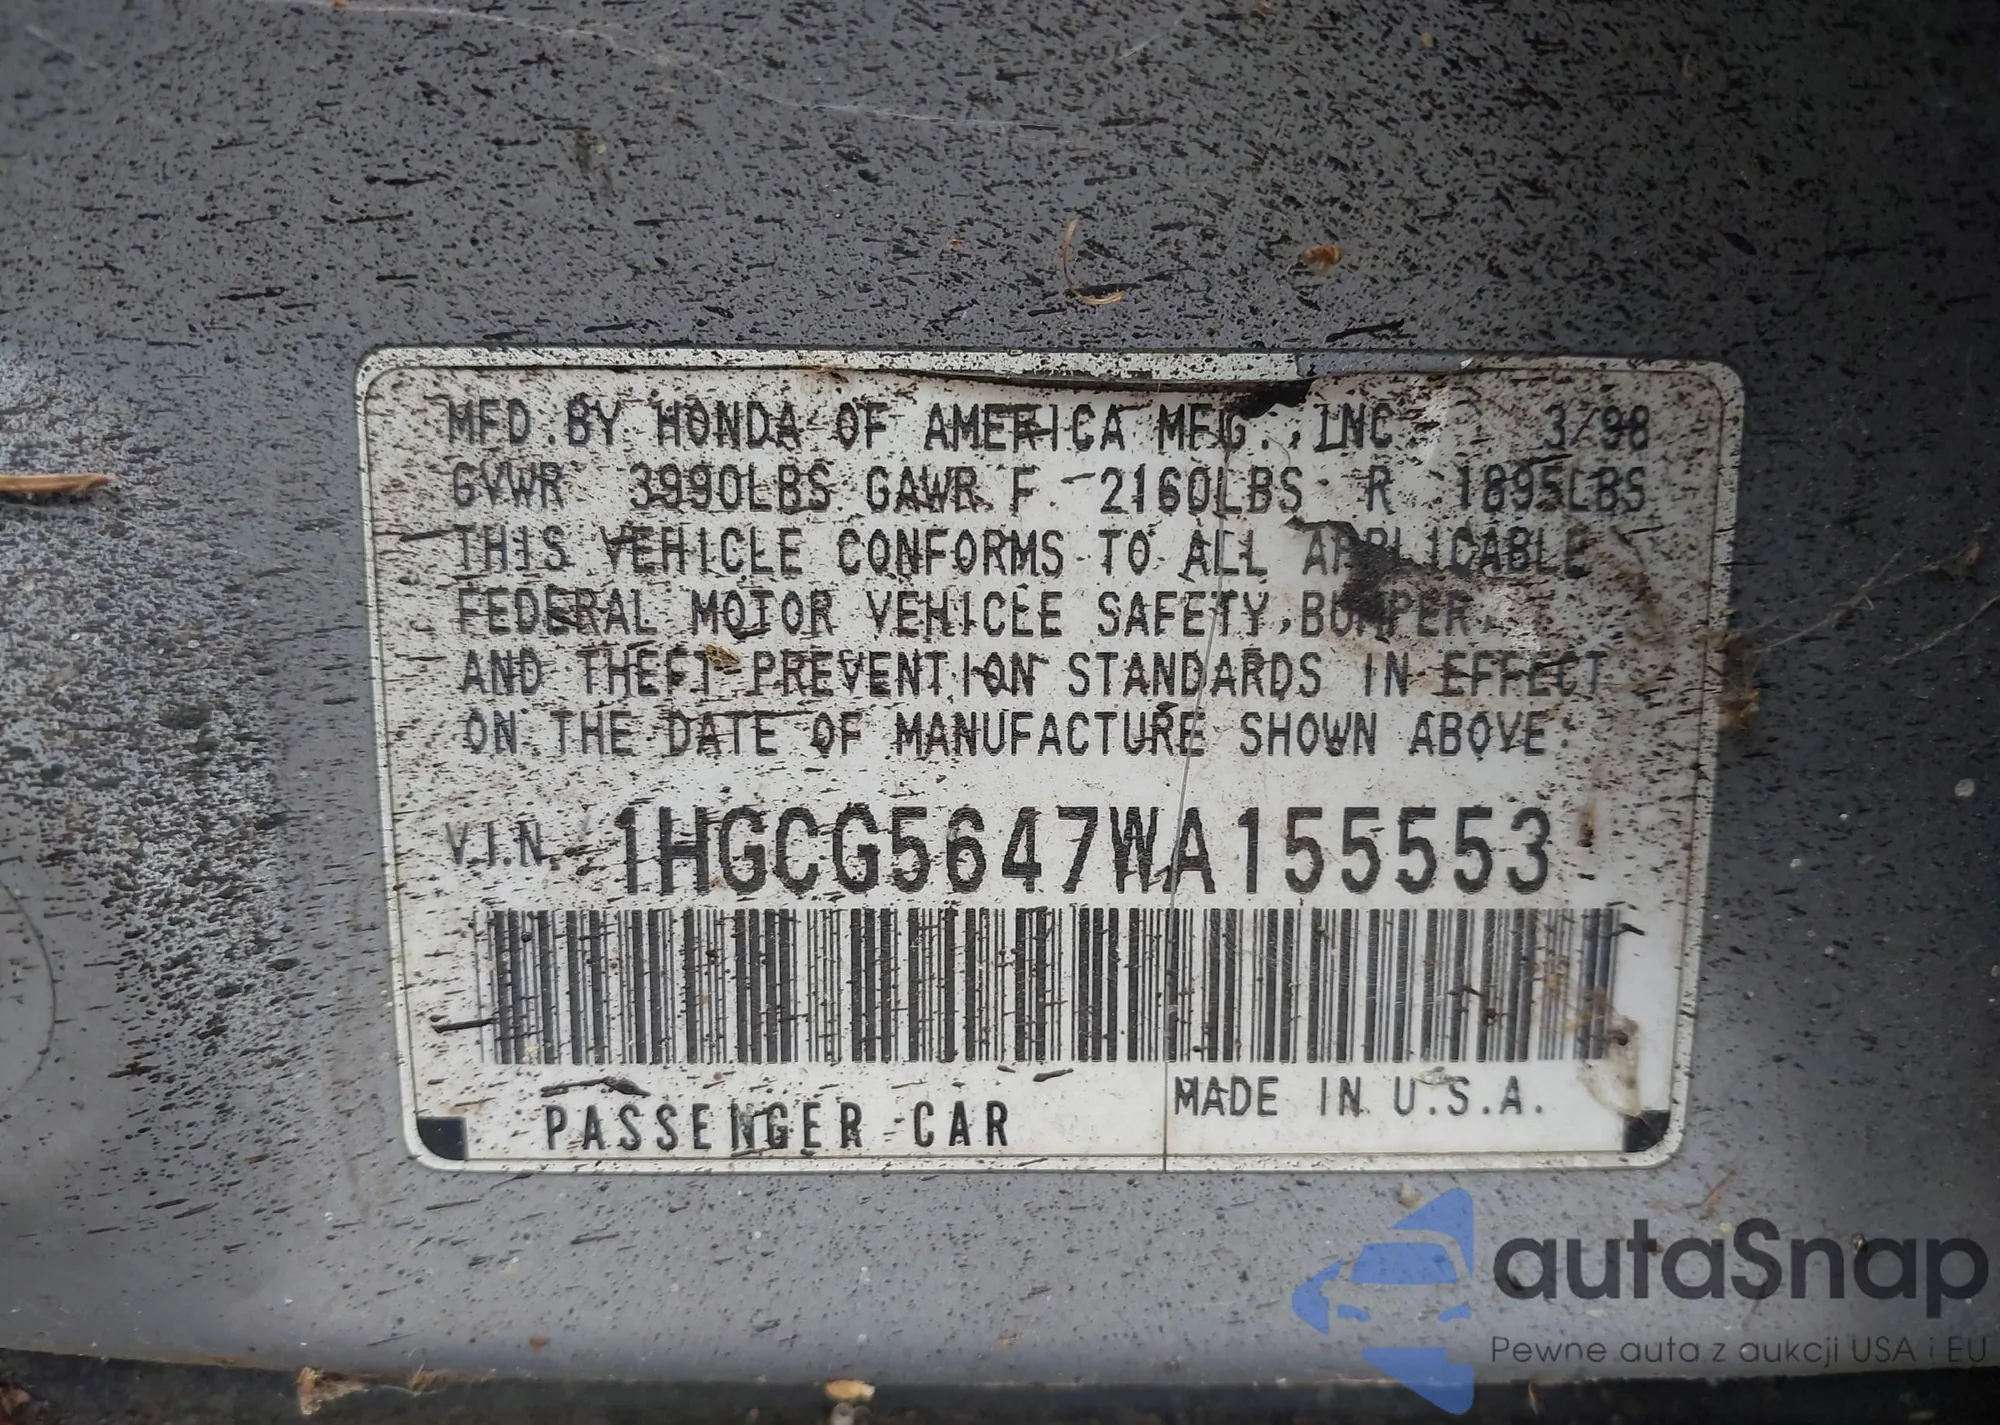 MFD. BY HONDA OF AMERICA MFG., INC. 3/98
GVWR 3990LBS GAWR F 2160LBS R 1895LBS
THIS VEHICLE CONFORMS TO ALL APPLICABLE
FEDERAL MOTOR VEHICLE SAFETY, BUMPER,
AND THEFT PREVENTION STANDARDS IN EFFECT
ON THE DATE OF MANUFACTURE SHOWN ABOVE.
V.I.N. 1HGCG5647WA155553
PASSENGER CAR MADE IN U.S.A.
autaSnap
Pewne auta z aukcji USA i EU